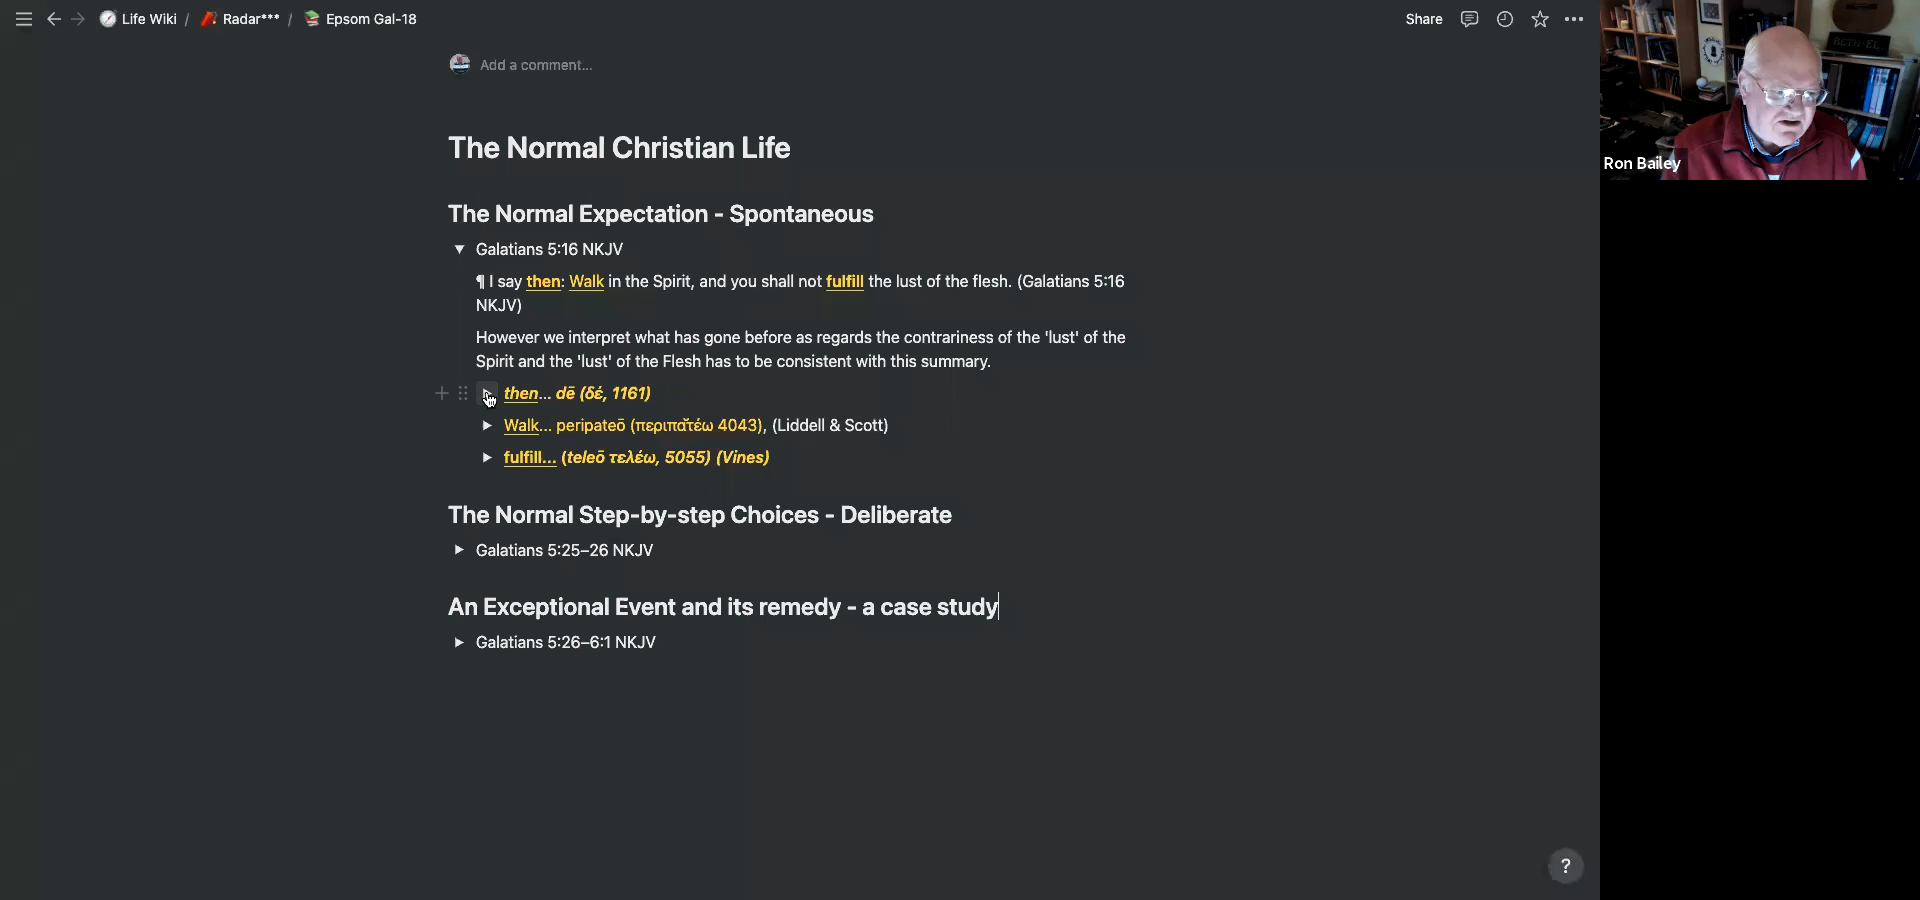 Life Wiki / Radar*** / Epsom Gal-18
Share
Add a comment...
The Normal Christian Life
The Normal Expectation - Spontaneous
Galatians 5:16 NKJV
¶ I say then: Walk in the Spirit, and you shall not fulfill the lust of the flesh. (Galatians 5:16
NKJV)
However we interpret what has gone before as regards the contrariness of the 'lust' of the
Spirit and the 'lust' of the Flesh has to be consistent with this summary.
then... dē (δέ, 1161)
Walk... peripateō (περιπᾰτέω 4043), (Liddell & Scott)
fulfill... (teleō τελέω, 5055) (Vines)
The Normal Step-by-step Choices - Deliberate
Galatians 5:25–26 NKJV
An Exceptional Event and its remedy - a case study
Galatians 5:26–6:1 NKJV
?
BETH-EL
Ron Bailey